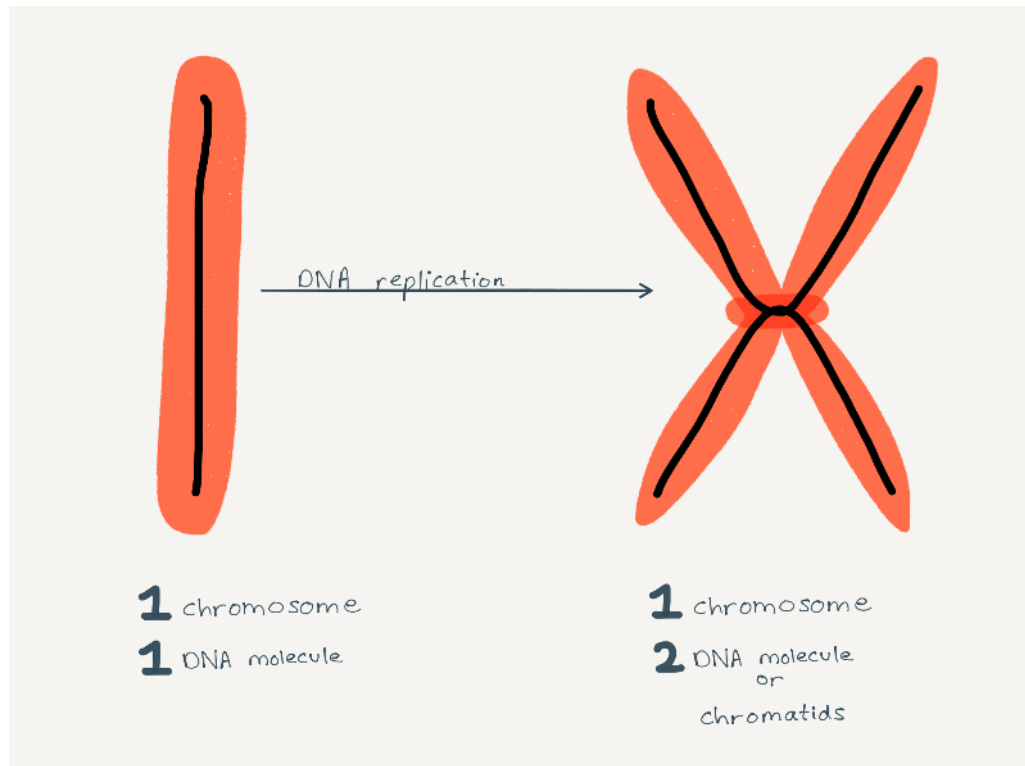 DNA replication
1 chromosome
1 DNA molecule
1 chromosome
2 DNA molecule
or
chromatids